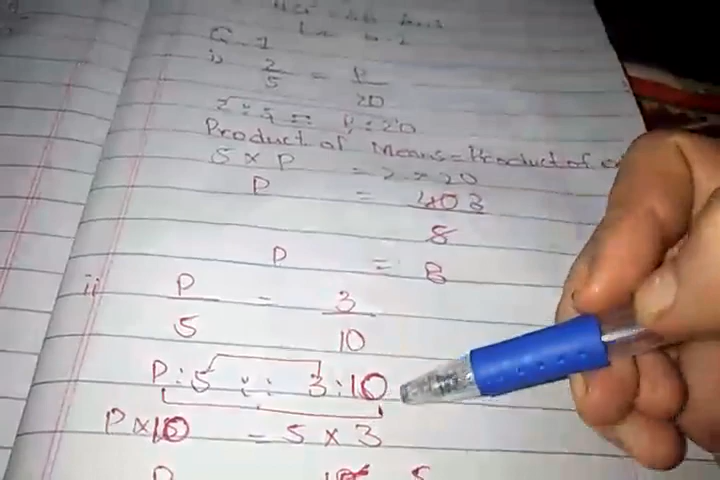 i) 2/5 = P/20
2 : 5 :: P : 20
Product of Means = Product of
5 × P = 2 × 20
P = 40 8
8
P = 8
ii P/5 = 3/10
P : 5 :: 3 : 10
P × 10 = 5 × 3
P